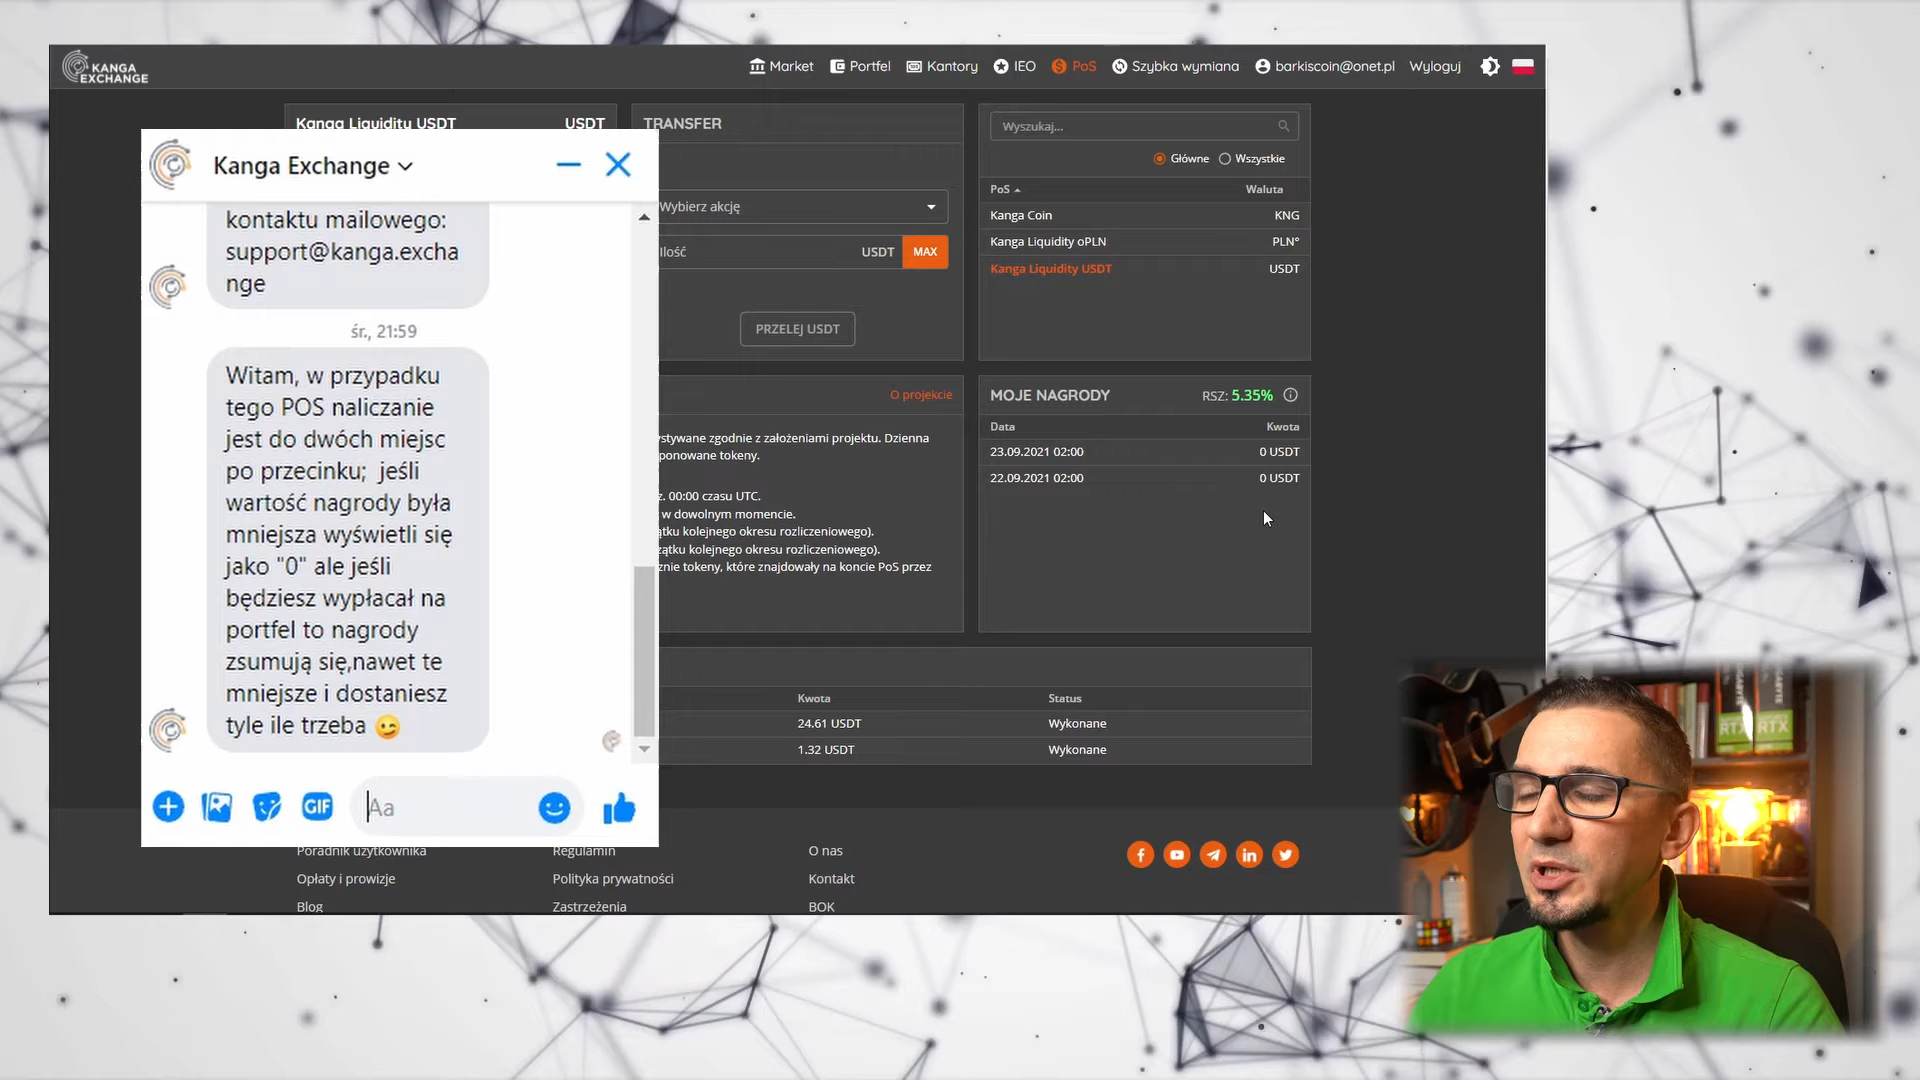 KANGA
EXCHANGE
Market
Portfel
Kantory
IEO
PoS
Szybka wymiana
barkiscoin@onet.pl
Wyloguj
Kanga Liquidity USDT
USDT
TRANSFER
Wybierz akcję
Ilość
USDT
MAX
PRZELEJ USDT
Wyszukaj...
Główne
Wszystkie
PoS
Waluta
Kanga Coin
KNG
Kanga Liquidity oPLN
PLN°
Kanga Liquidity USDT
USDT
Kanga Exchange
kontaktu mailowego:
support@kanga.excha
nge
śr., 21:59
Witam, w przypadku
tego POS naliczanie
jest do dwóch miejsc
po przecinku;  jeśli
wartość nagrody była
mniejsza wyświetli się
jako "0" ale jeśli
będziesz wypłacał na
portfel to nagrody
zsumują się,nawet te
mniejsze i dostaniesz
tyle ile trzeba 😉
GIF
Aa
O projekcie
ystywane zgodnie z założeniami projektu. Dzienna
ponowane tokeny.
z. 00:00 czasu UTC.
w dowolnym momencie.
ątku kolejnego okresu rozliczeniowego).
zątku kolejnego okresu rozliczeniowego).
znie tokeny, które znajdowały na koncie PoS przez
MOJE NAGRODY
RSZ: 5.35%
Data
Kwota
23.09.2021 02:00
0 USDT
22.09.2021 02:00
0 USDT
Kwota
Status
24.61 USDT
Wykonane
1.32 USDT
Wykonane
Poradnik użytkownika
Regulamin
O nas
Opłaty i prowizje
Polityka prywatności
Kontakt
Blog
Zastrzeżenia
BOK
RTX
RTX